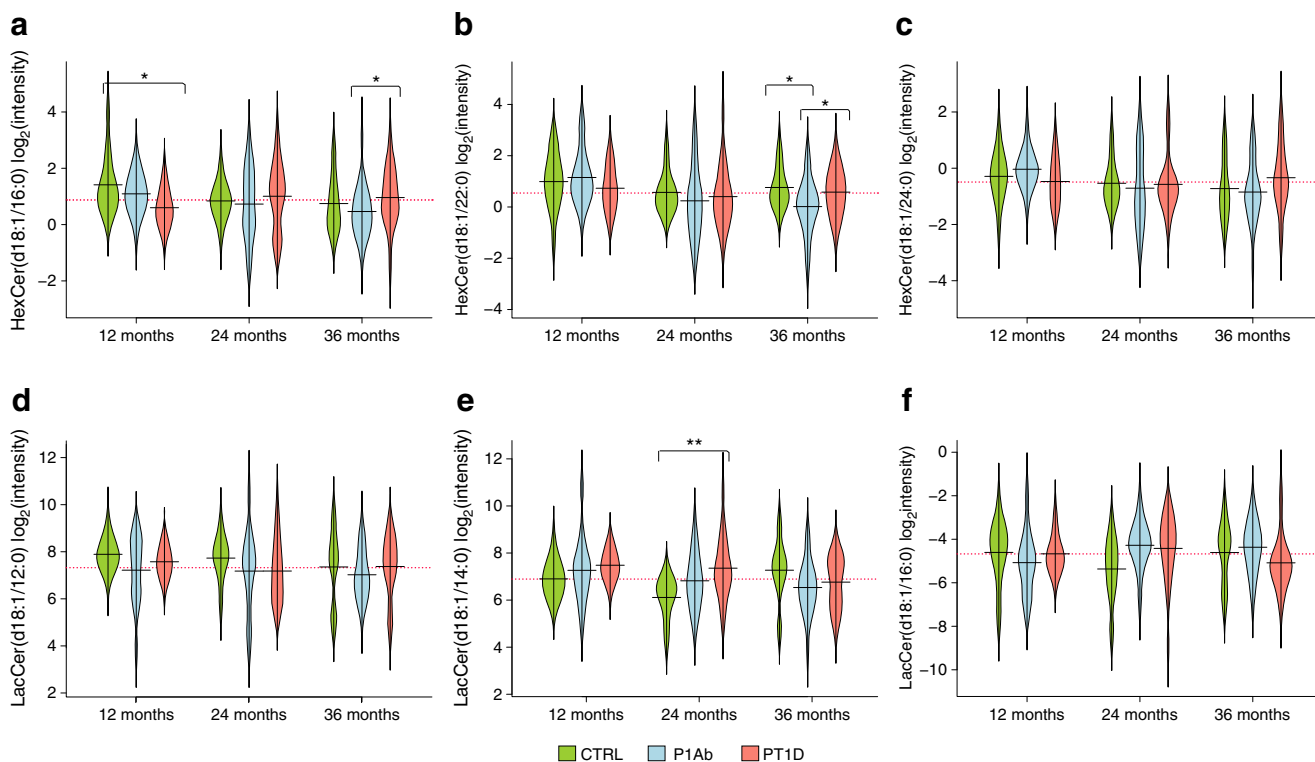 a
HexCer(d18:1/16:0) log2(intensity)
4
2
0
−2
*
*
12 months 24 months 36 months
b
HexCer(d18:1/22:0) log2(intensity)
4
2
0
−2
−4
*
*
12 months 24 months 36 months
c
HexCer(d18:1/24:0) log2(intensity)
2
0
−2
−4
12 months 24 months 36 months
d
LacCer(d18:1/12:0) log2(intensity)
12
10
8
6
4
2
12 months 24 months 36 months
e
LacCer(d18:1/14:0) log2(intensity)
12
10
8
6
4
2
**
12 months 24 months 36 months
f
LacCer(d18:1/16:0) log2intensity)
0
−2
−4
−6
−8
−10
12 months 24 months 36 months
CTRL P1Ab PT1D